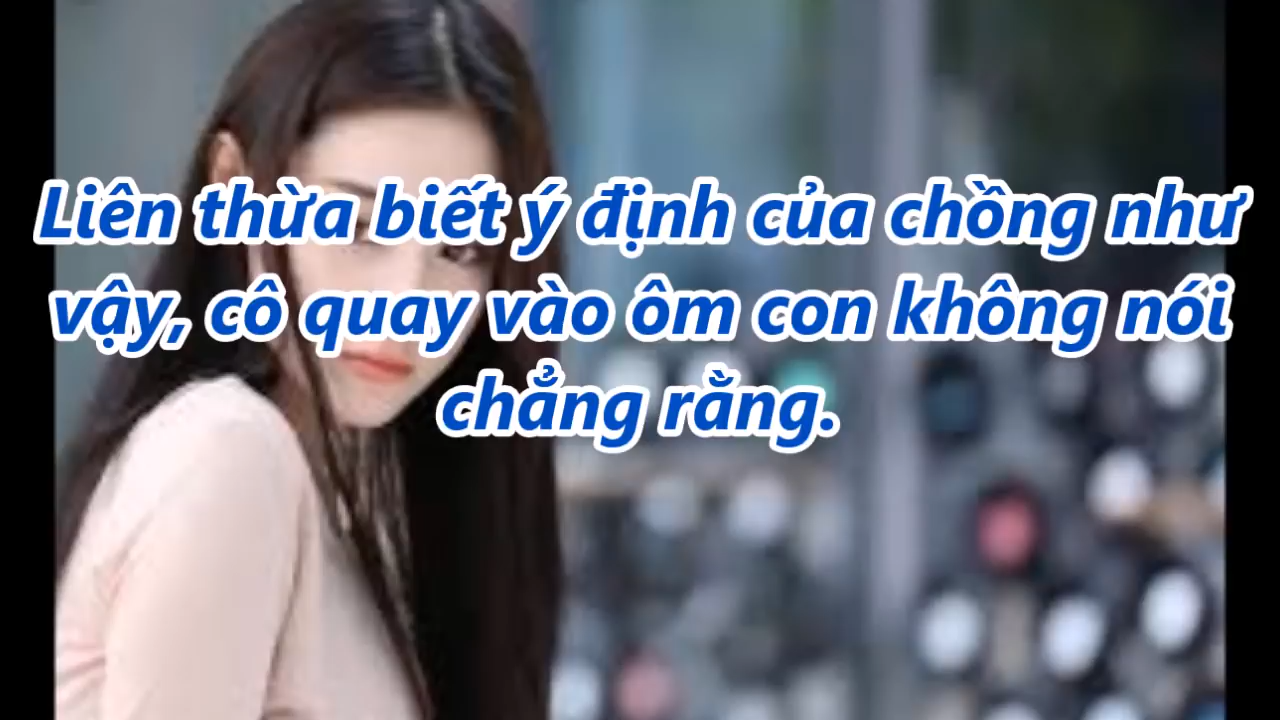 Liên thừa biết ý định của chồng như
vậy, cô quay vào ôm con không nói
chẳng rằng.